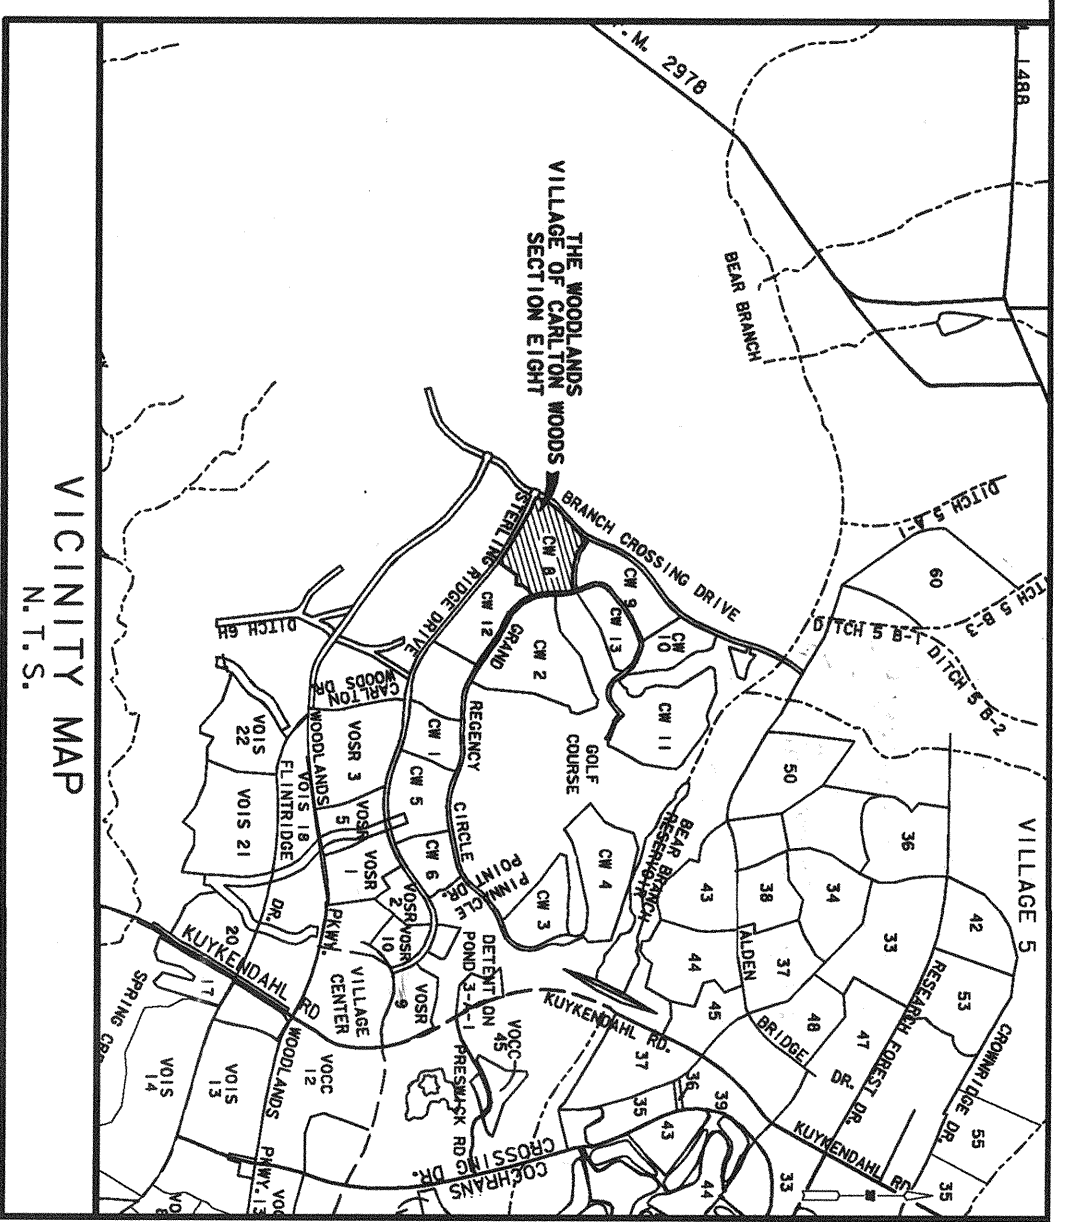 1488
F. M. 2978
BEAR BRANCH
THE WOODLANDS
VILLAGE OF CARLTON WOODS
SECTION EIGHT
BRANCH CROSSING DRIVE
STERLING RIDGE DRIVE
CW 8
CW 9
CW 10
CW 13
CW 11
CW 12
CW 2
GRAND
REGENCY
CIRCLE
GOLF
COURSE
CW 1
CW 5
CW 6
CW 4
CW 3
PINNACLE
POINT
DR.
BEAR BRANCH
RESERVOIR
DITCH 5 A-1
60
DITCH 5 B-1
DITCH 5 B-2
DITCH 5 B-3
VILLAGE 5
50
36
34
38
43
42
33
37
44
45
48
47
53
55
35
ALDEN
BRIDGE
DR.
RESEARCH FOREST DR.
CROWNRIDGE DR.
KUYKENDAHL RD.
KUYKENDAHL RD
37
36
39
35
43
44
33
DITCH 6H
CARLTON
WOODS DR.
WOODLANDS
PKWY.
VOSR 3
VOSR
5
VOSR
1
VOSR
2
VOSR
10
VOSR
9
VILLAGE
CENTER
DETENTION
POND 3-A-1
VOCC
45
PRESWICK RD
COCHRANS
CROSSING
DR.
VOIS
22
VOIS 21
VOIS 18
FLINTRIDGE
DR.
20
KUYKENDAHL RD
17
SPRING CR
VOIS
14
VOIS
13
VOCC
12
WOODLANDS
PKWY.
VOC
13
VO
8
VICINITY MAP
N. T. S.